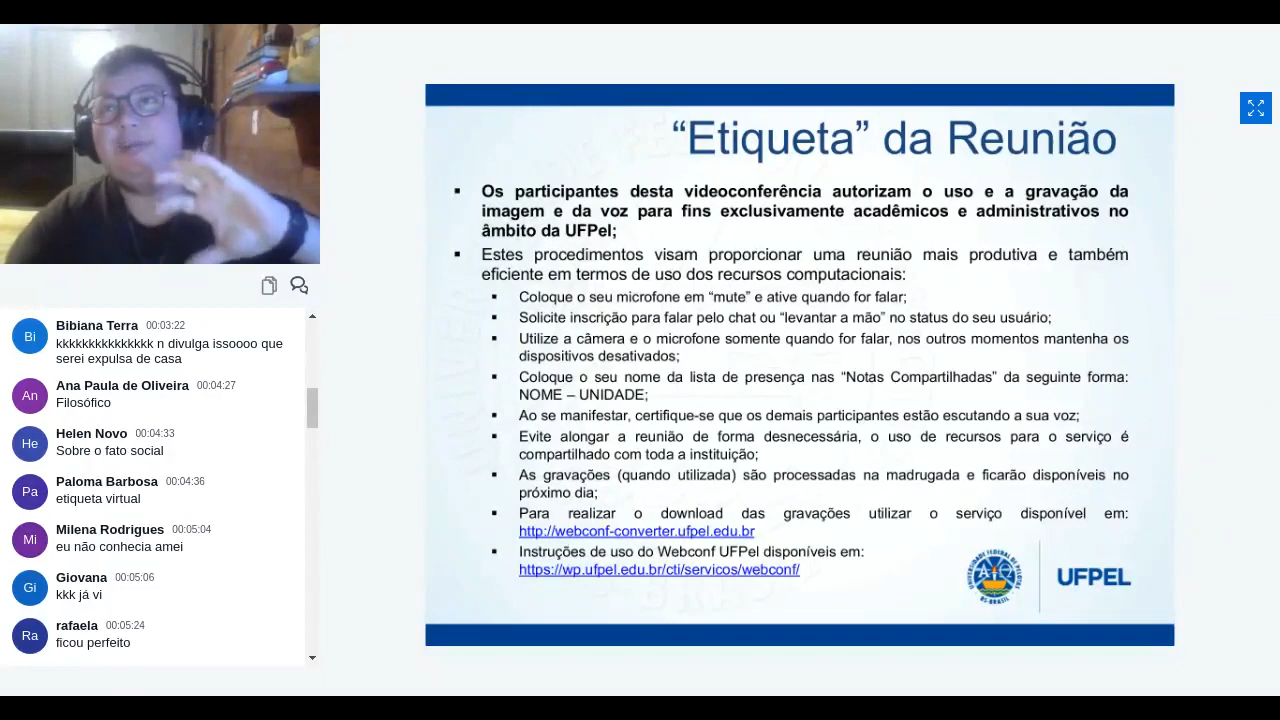 Bi
Bibiana Terra 00:03:22
kkkkkkkkkkkkkkk n divulga issoooo que
serei expulsa de casa
An
Ana Paula de Oliveira 00:04:27
Filosófico
He
Helen Novo 00:04:33
Sobre o fato social
Pa
Paloma Barbosa 00:04:36
etiqueta virtual
Mi
Milena Rodrigues 00:05:04
eu não conhecia amei
Gi
Giovana 00:05:06
kkk já vi
Ra
rafaela 00:05:24
ficou perfeito
“Etiqueta” da Reunião
▪ Os participantes desta videoconferência autorizam o uso e a gravação da
imagem e da voz para fins exclusivamente acadêmicos e administrativos no
âmbito da UFPel;
▪ Estes procedimentos visam proporcionar uma reunião mais produtiva e também
eficiente em termos de uso dos recursos computacionais:
▪ Coloque o seu microfone em “mute” e ative quando for falar;
▪ Solicite inscrição para falar pelo chat ou “levantar a mão” no status do seu usuário;
▪ Utilize a câmera e o microfone somente quando for falar, nos outros momentos mantenha os
dispositivos desativados;
▪ Coloque o seu nome da lista de presença nas “Notas Compartilhadas” da seguinte forma:
NOME – UNIDADE;
▪ Ao se manifestar, certifique-se que os demais participantes estão escutando a sua voz;
▪ Evite alongar a reunião de forma desnecessária, o uso de recursos para o serviço é
compartilhado com toda a instituição;
▪ As gravações (quando utilizada) são processadas na madrugada e ficarão disponíveis no
próximo dia;
▪ Para realizar o download das gravações utilizar o serviço disponível em:
http://webconf-converter.ufpel.edu.br
▪ Instruções de uso do Webconf UFPel disponíveis em:
https://wp.ufpel.edu.br/cti/servicos/webconf/
UFPEL